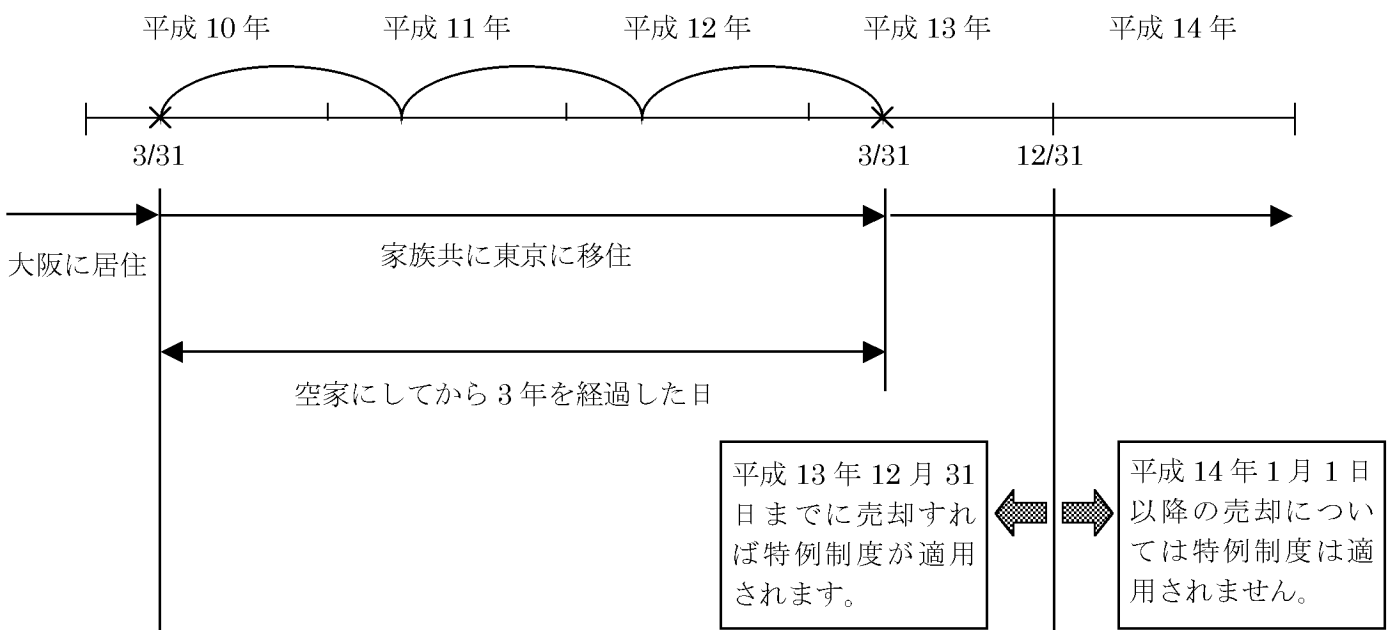 平成 10 年 平成 11 年 平成 12 年 平成 13 年 平成 14 年
3/31 3/31 12/31
大阪に居住
家族共に東京に移住
空家にしてから 3 年を経過した日
平成 13 年 12 月 31
日までに売却すれ
ば特例制度が適用
されます。
平成 14 年 1 月 1 日
以降の売却につい
ては特例制度は適
用されません。